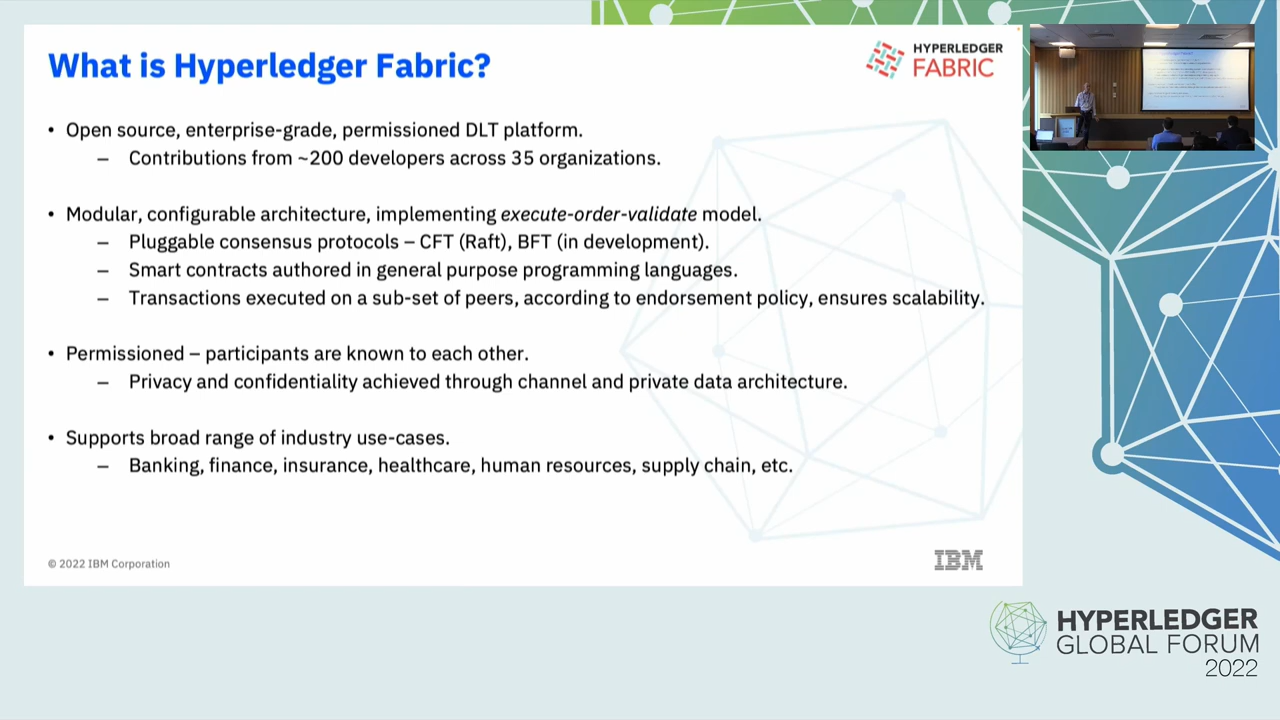 What is Hyperledger Fabric?
HYPERLEDGER
FABRIC
• Open source, enterprise-grade, permissioned DLT platform.
– Contributions from ~200 developers across 35 organizations.
• Modular, configurable architecture, implementing execute-order-validate model.
– Pluggable consensus protocols – CFT (Raft), BFT (in development).
– Smart contracts authored in general purpose programming languages.
– Transactions executed on a sub-set of peers, according to endorsement policy, ensures scalability.
• Permissioned – participants are known to each other.
– Privacy and confidentiality achieved through channel and private data architecture.
• Supports broad range of industry use-cases.
– Banking, finance, insurance, healthcare, human resources, supply chain, etc.
© 2022 IBM Corporation
IBM
HYPERLEDGER
GLOBAL FORUM
2022